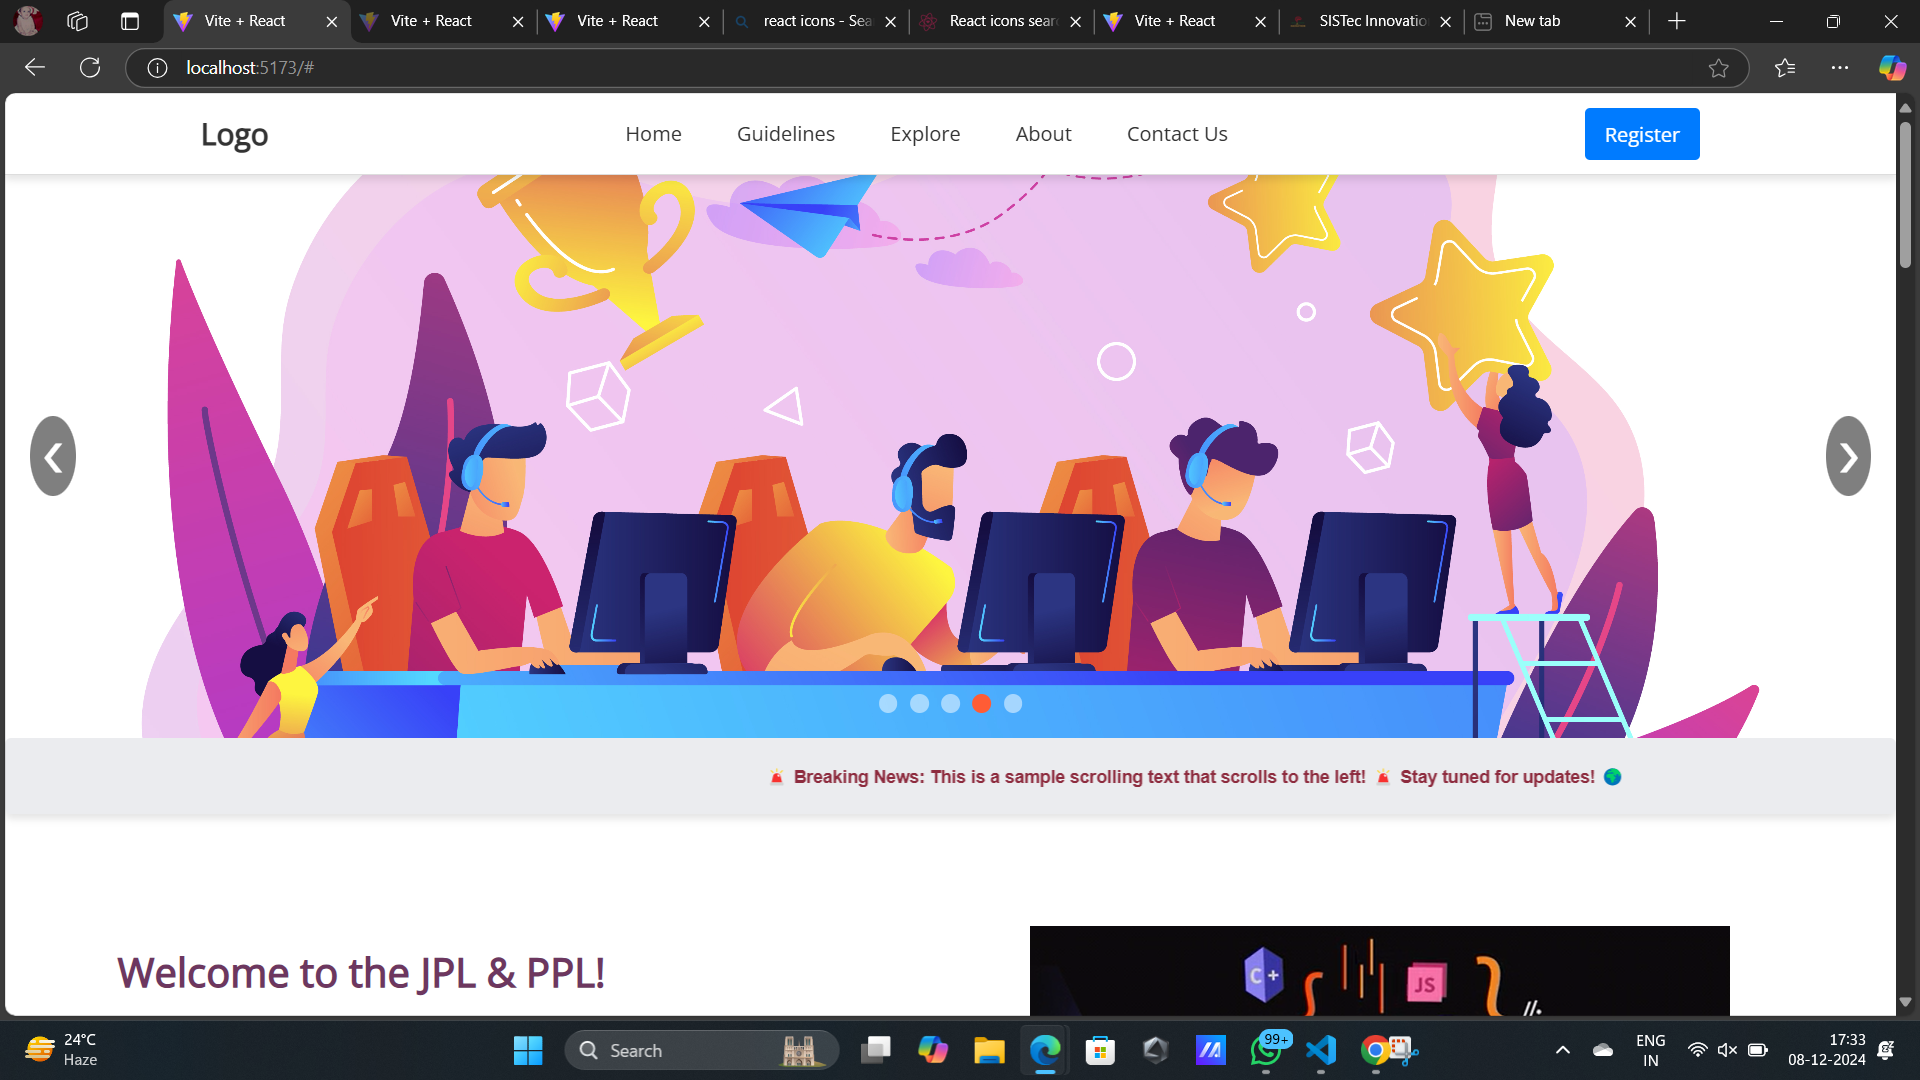 Vite + React
Vite + React
Vite + React
react icons - Sea
React icons sear
Vite + React
SISTec Innovatio
New tab
localhost:5173/#
Logo
Home
Guidelines
Explore
About
Contact Us
Register
🚨 Breaking News: This is a sample scrolling text that scrolls to the left! 🚨 Stay tuned for updates! 🌍
Welcome to the JPL & PPL!
C+
JS
//.
24°C
Haze
Search
99+
ENG
IN
17:33
08-12-2024